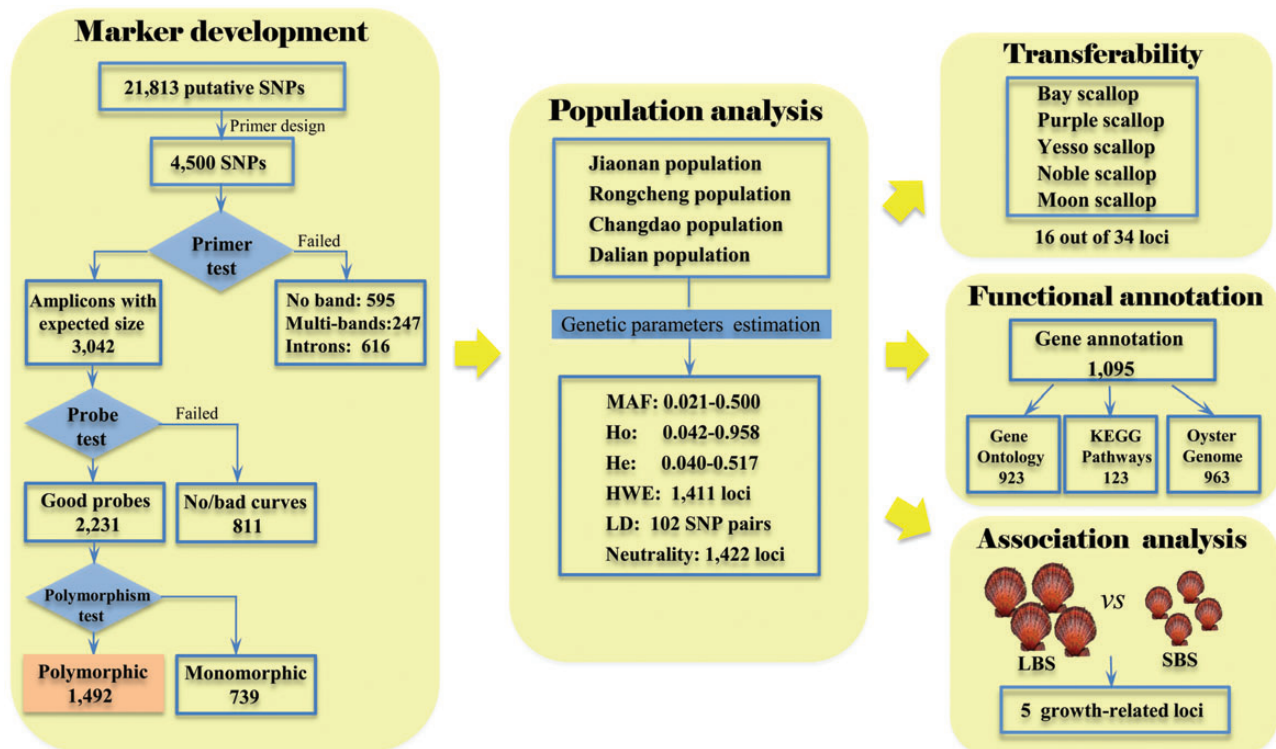 Marker development
21,813 putative SNPs
Primer design
4,500 SNPs
Primer
test
Failed
Amplicons with
expected size
3,042
No band: 595
Multi-bands:247
Introns: 616
Probe
test
Failed
Good probes
2,231
No/bad curves
811
Polymorphism
test
Polymorphic
1,492
Monomorphic
739
Population analysis
Jiaonan population
Rongcheng population
Changdao population
Dalian population
Genetic parameters estimation
MAF: 0.021-0.500
Ho: 0.042-0.958
He: 0.040-0.517
HWE: 1,411 loci
LD: 102 SNP pairs
Neutrality: 1,422 loci
Transferability
Bay scallop
Purple scallop
Yesso scallop
Noble scallop
Moon scallop
16 out of 34 loci
Functional annotation
Gene annotation
1,095
Gene
Ontology
923
KEGG
Pathways
123
Oyster
Genome
963
Association analysis
vs
LBS
SBS
5 growth-related loci